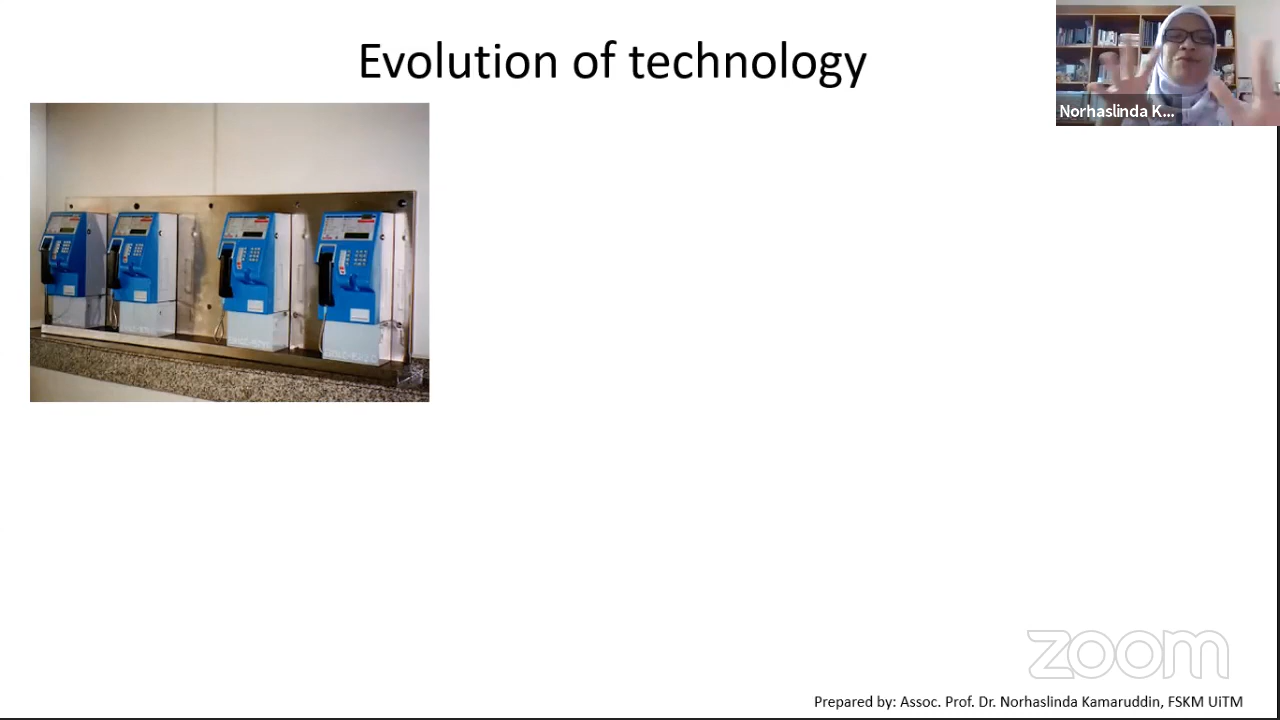 Evolution of technology
Norhaslinda K...
zoom
Prepared by: Assoc. Prof. Dr. Norhaslinda Kamaruddin, FSKM UiTM